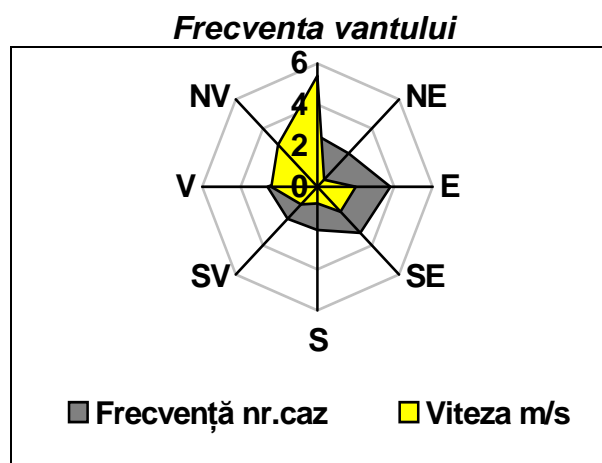 Frecventa vantului
6
NV
NE
4
2
V
0
E
SV
SE
S
Frecvență nr.caz
Viteza m/s